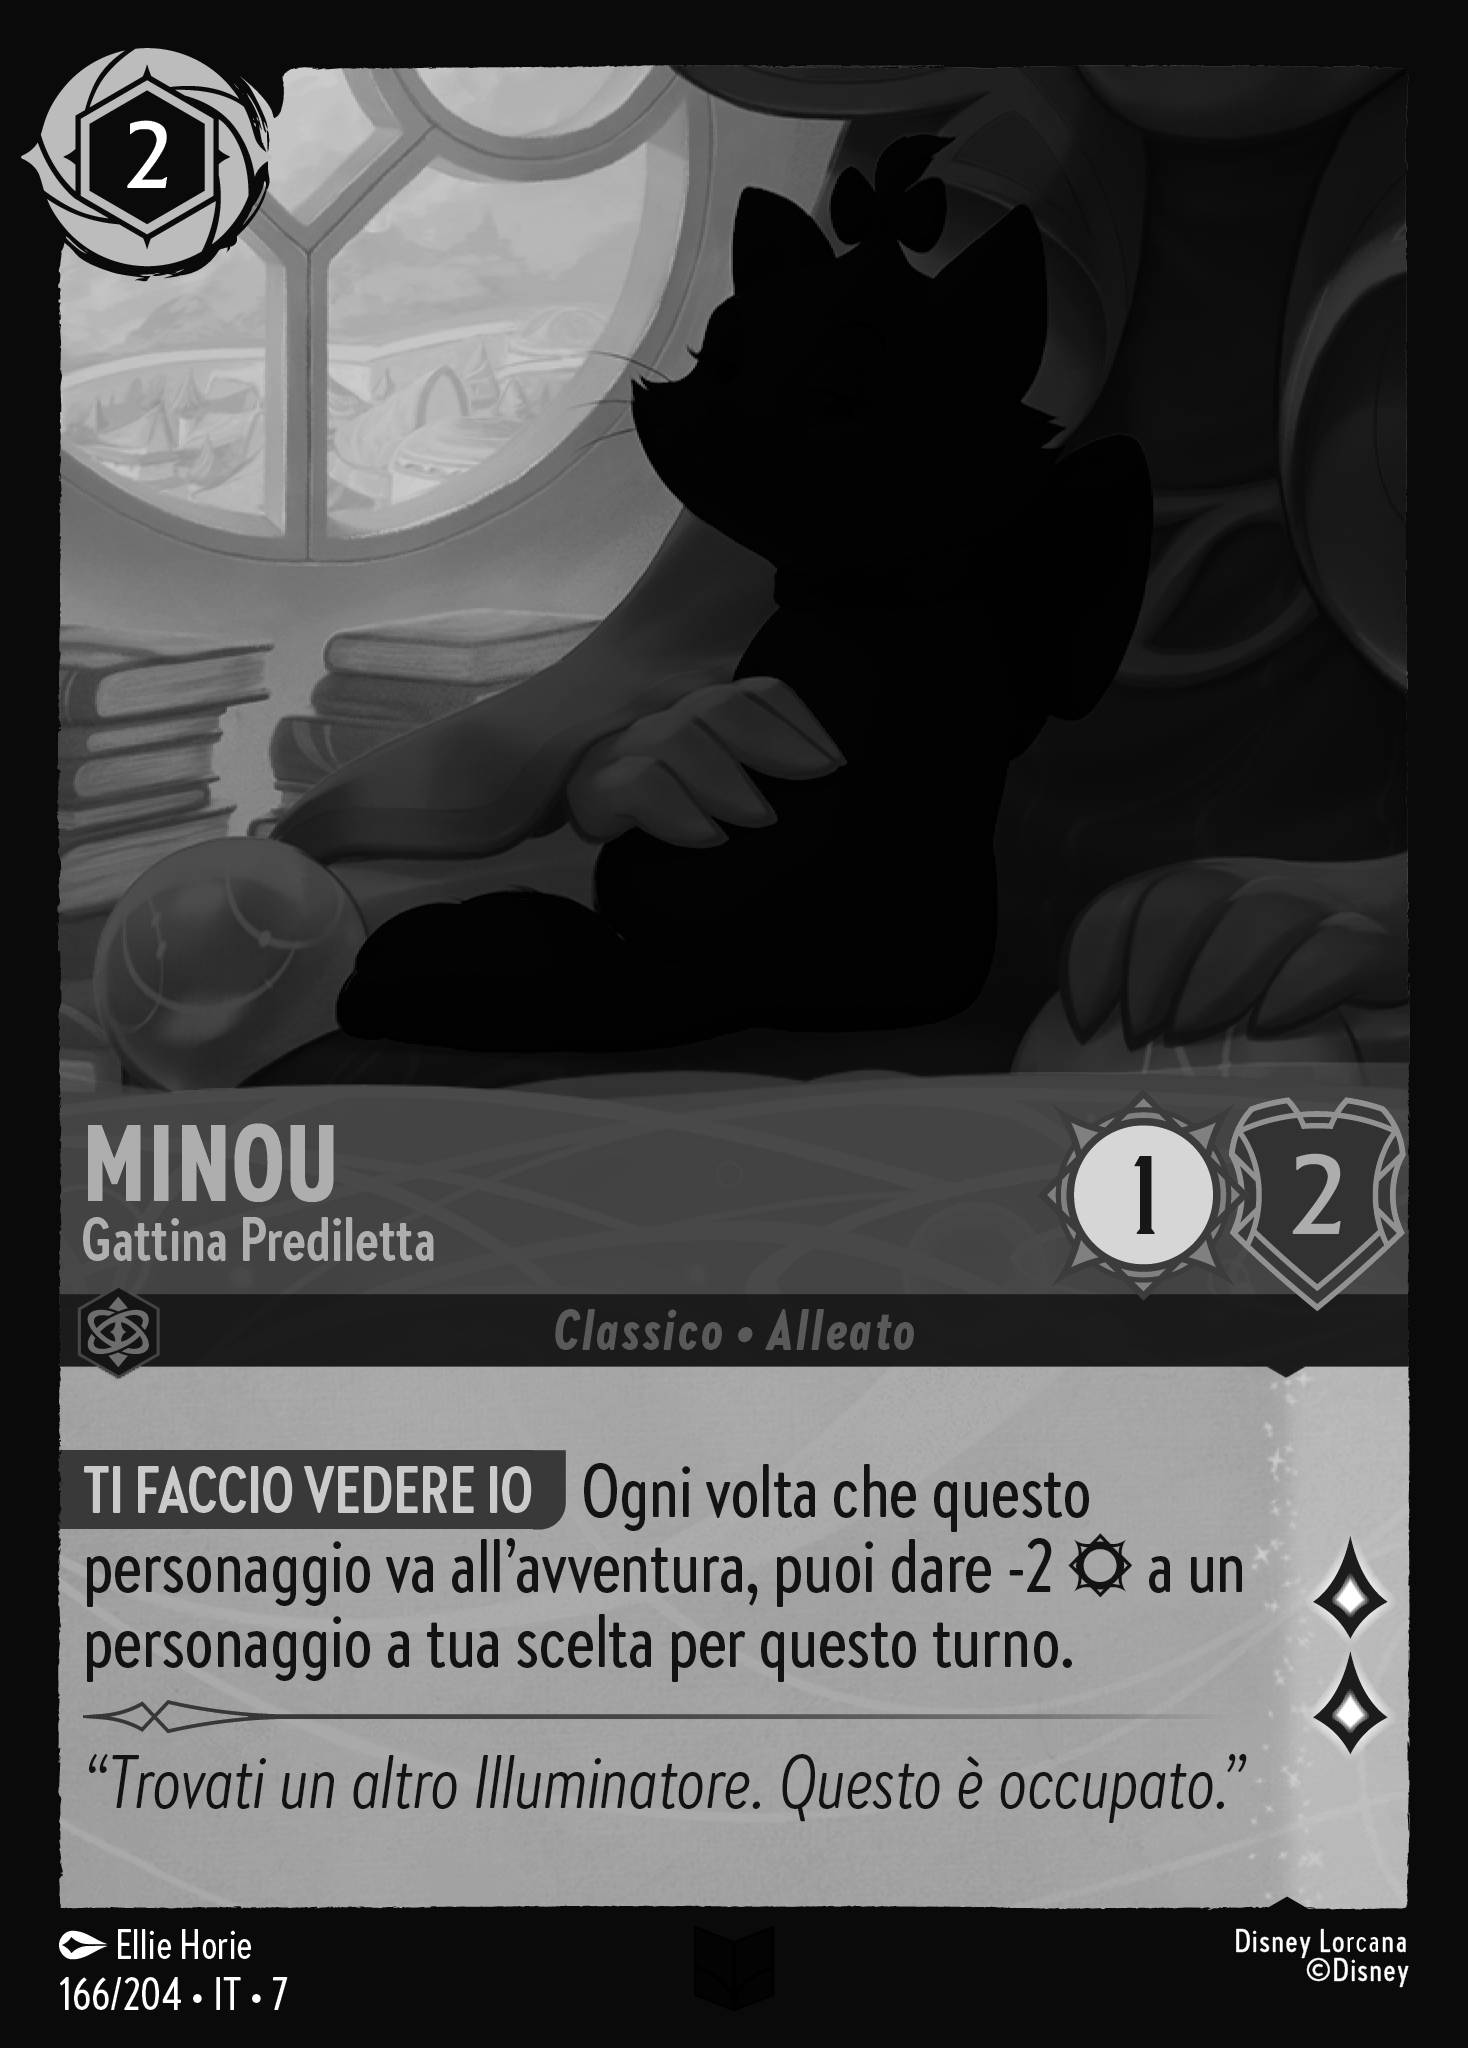 2
MINOU
Gattina Prediletta
1 2
Classico • Alleato
TI FACCIO VEDERE IO Ogni volta che questo
personaggio va all’avventura, puoi dare -2 a un
personaggio a tua scelta per questo turno.
“Trovati un altro Illuminatore. Questo è occupato.”
Ellie Horie
166/204 • IT • 7
Disney Lorcana
©Disney